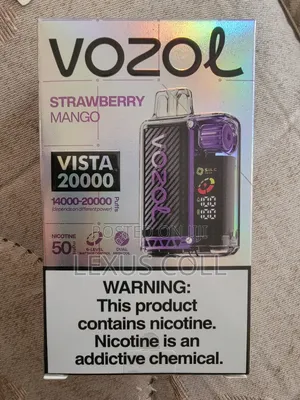 VOZOL
STRAWBERRY
MANGO
VISTA
20000
14000-20000
VOZOL
NICOTINE
50
DUAL
LEXUS COLL
WARNING:
This product
contains nicotine.
Nicotine is an
addictive chemical.